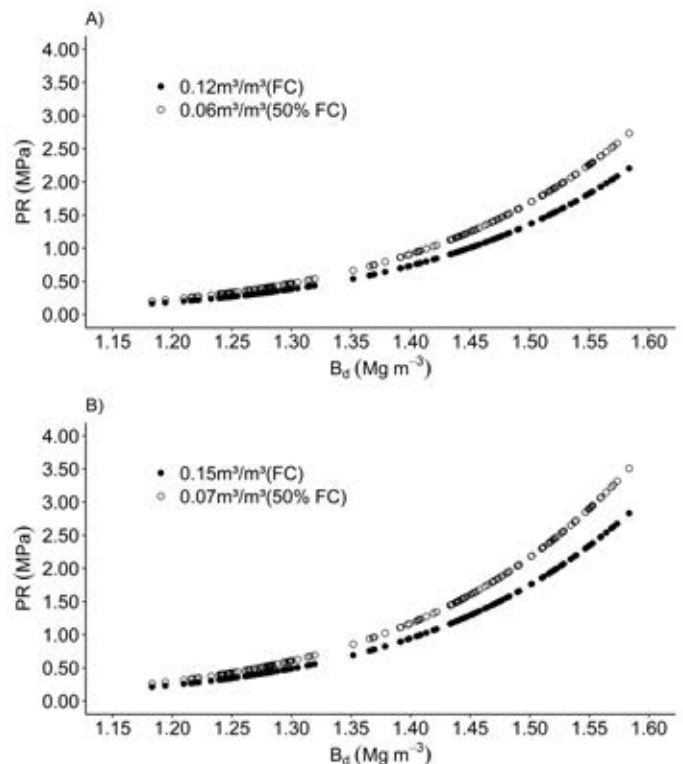 A)
4.00
3.50
3.00
2.50
2.00
1.50
1.00
0.50
0.00
PR (MPa)
● 0.12m³/m³(FC)
○ 0.06m³/m³(50% FC)
1.15 1.20 1.25 1.30 1.35 1.40 1.45 1.50 1.55 1.60
B_d (Mg m⁻³)
B)
4.00
3.50
3.00
2.50
2.00
1.50
1.00
0.50
0.00
PR (MPa)
● 0.15m³/m³(FC)
○ 0.07m³/m³(50% FC)
1.15 1.20 1.25 1.30 1.35 1.40 1.45 1.50 1.55 1.60
B_d (Mg m⁻³)